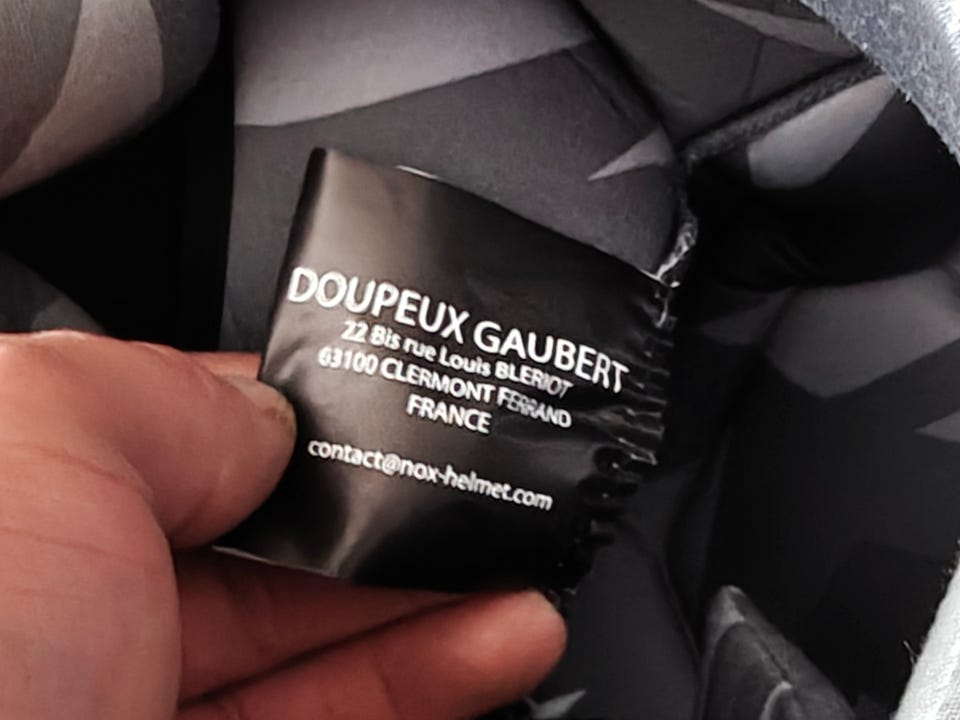 DOUPEUX GAUBERT
22 Bis rue Louis BLERIOT
63100 CLERMONT FERRAND
FRANCE
contact@nox-helmet.com